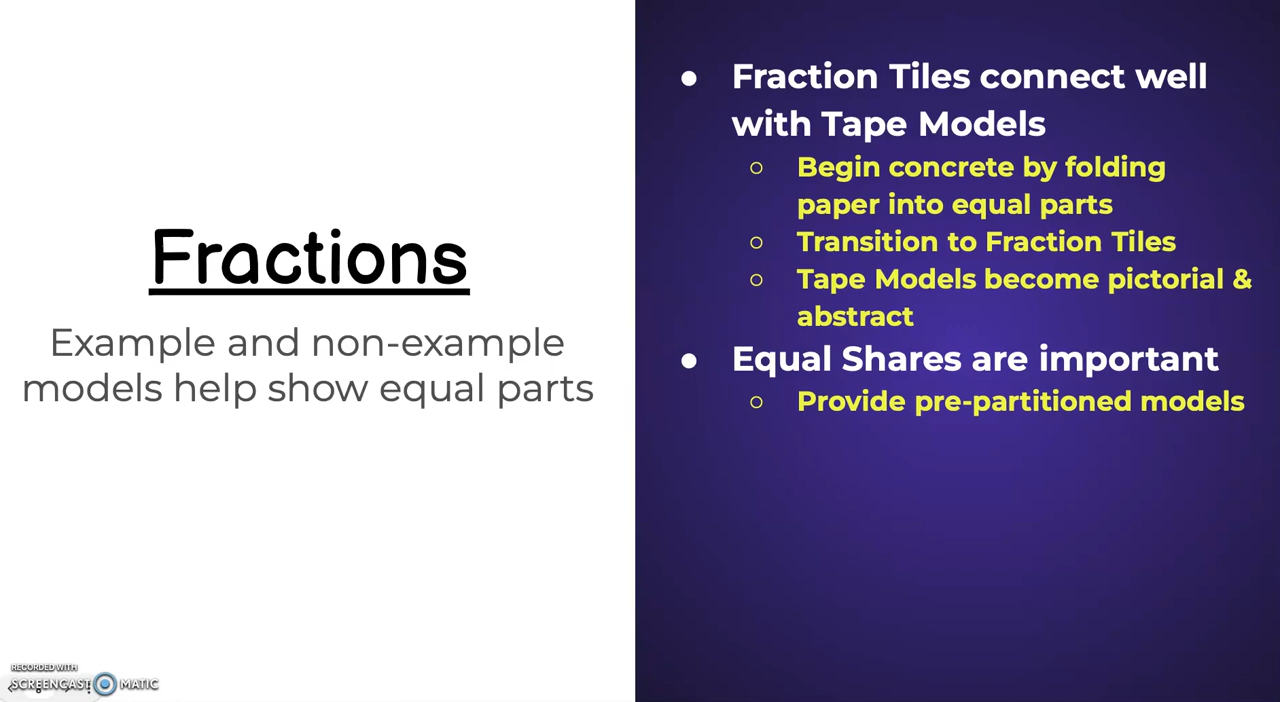 Fractions
Example and non-example
models help show equal parts
● Fraction Tiles connect well
with Tape Models
○ Begin concrete by folding
paper into equal parts
○ Transition to Fraction Tiles
○ Tape Models become pictorial &
abstract
● Equal Shares are important
○ Provide pre-partitioned models
RECORDED WITH
SCREENCAST MATIC